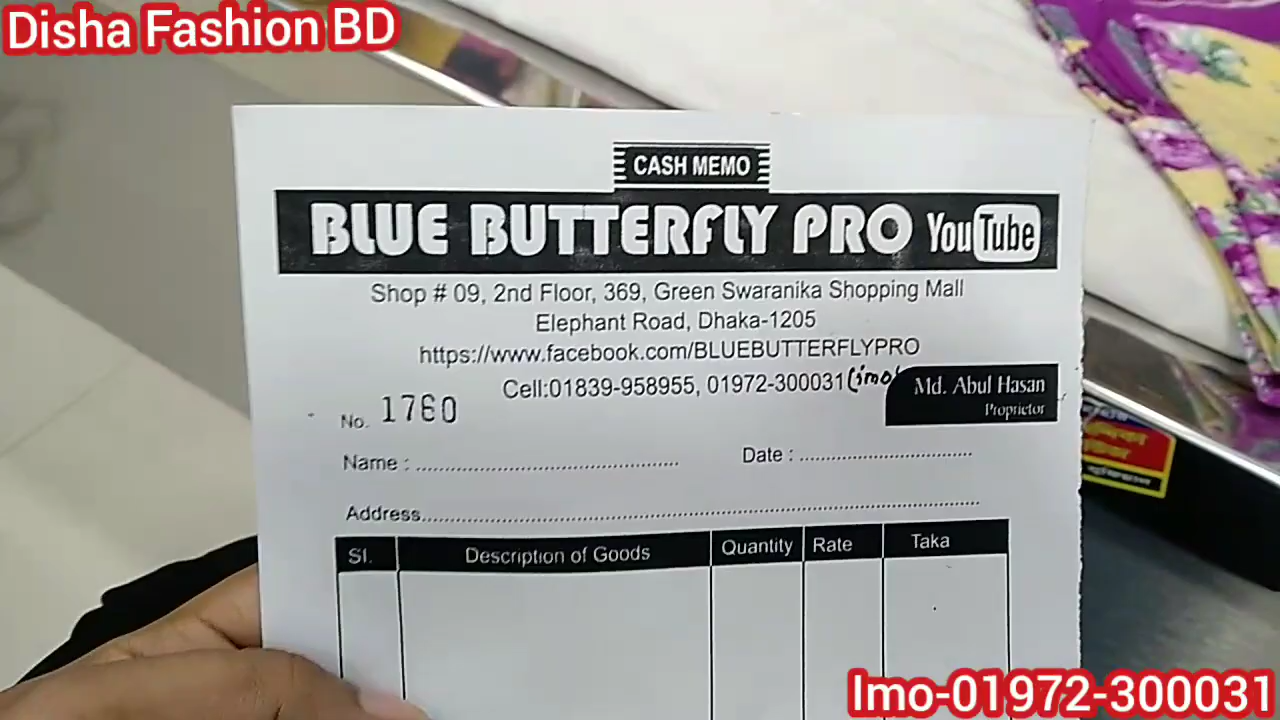 Disha Fashion BD
CASH MEMO
BLUE BUTTERFLY PRO YouTube
Shop # 09, 2nd Floor, 369, Green Swaranika Shopping Mall
Elephant Road, Dhaka-1205
https://www.facebook.com/BLUEBUTTERFLYPRO
Cell:01839-958955, 01972-300031(imo)
Md. Abul Hasan
Proprietor
No. 1760
Name : Date :
Address
Sl. Description of Goods Quantity Rate Taka
Imo-01972-300031